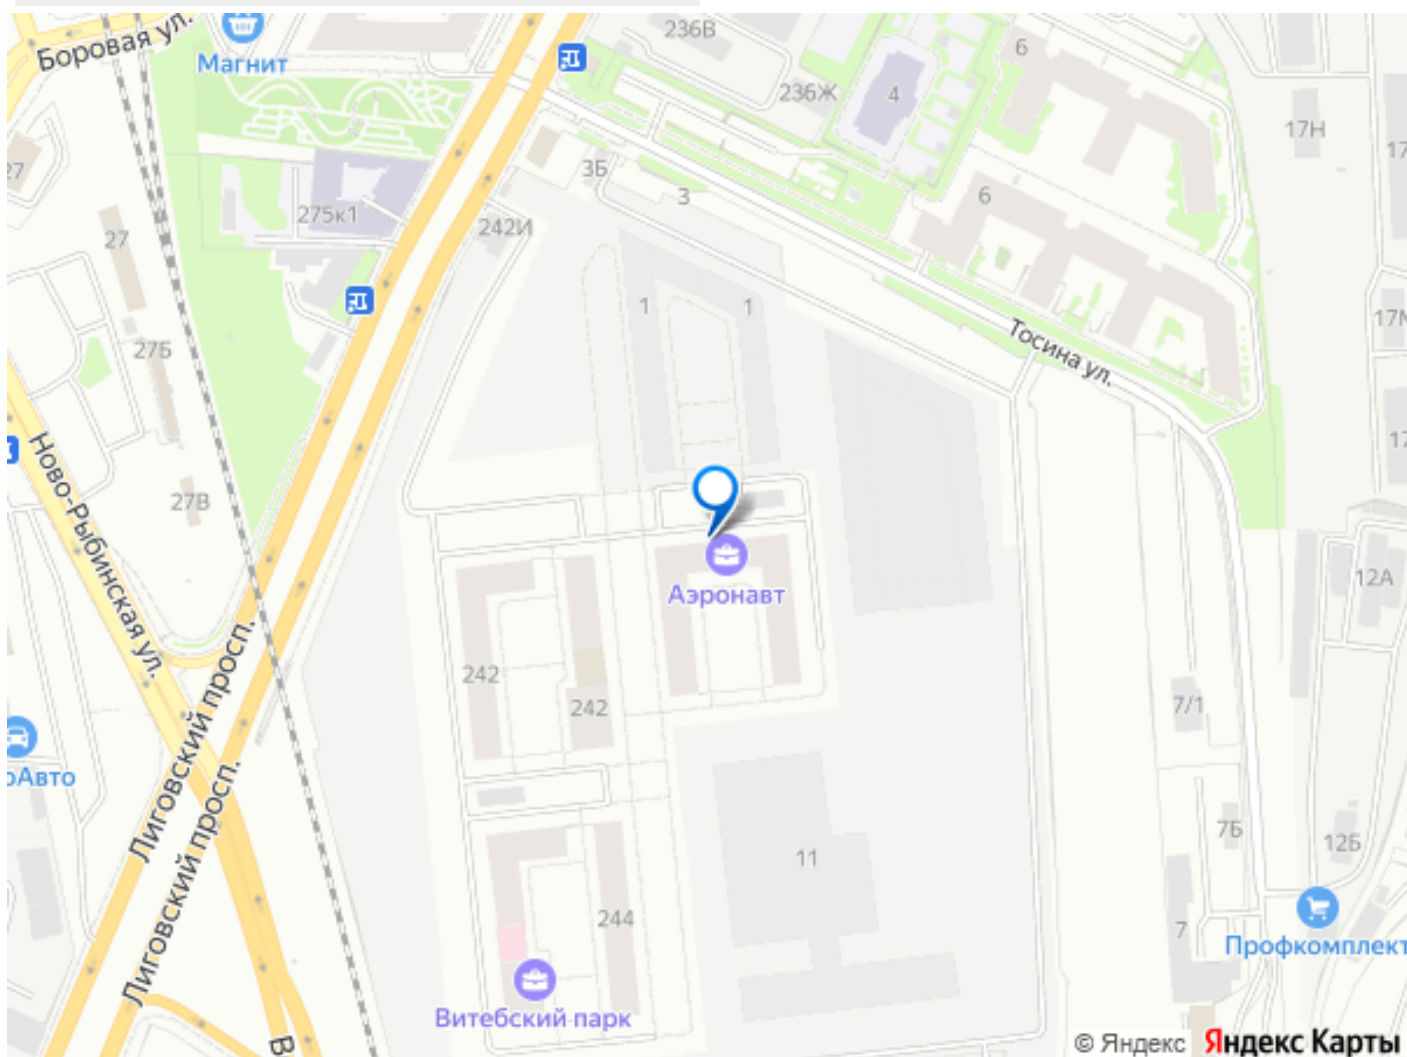 Боровая ул.
Магнит
236В
6
236Ж
4
17Н
27
3Б
3
6
275к1
242И
27
1
1
27Б
Тосина ул.
Ново-Рыбинская ул.
27В
12А
Аэронавт
242
242
7/1
Лиговский просп.
Лиговский просп.
7Б
12Б
11
244
7
Профкомплект
Витебский парк
© Яндекс Яндекс Карты